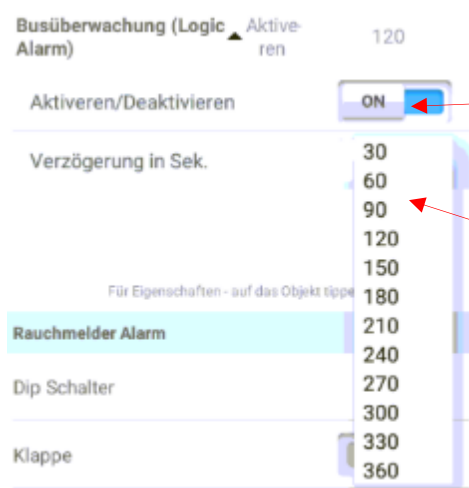 Busüberwachung (Logic Aktive- 120
Alarm) ren
Aktiveren/Deaktivieren ON
Verzögerung in Sek.
30
60
90
120
150
Für Eigenschaften - auf das Objekt tippe
180
Rauchmelder Alarm 210
240
Dip Schalter 270
300
330
Klappe
360